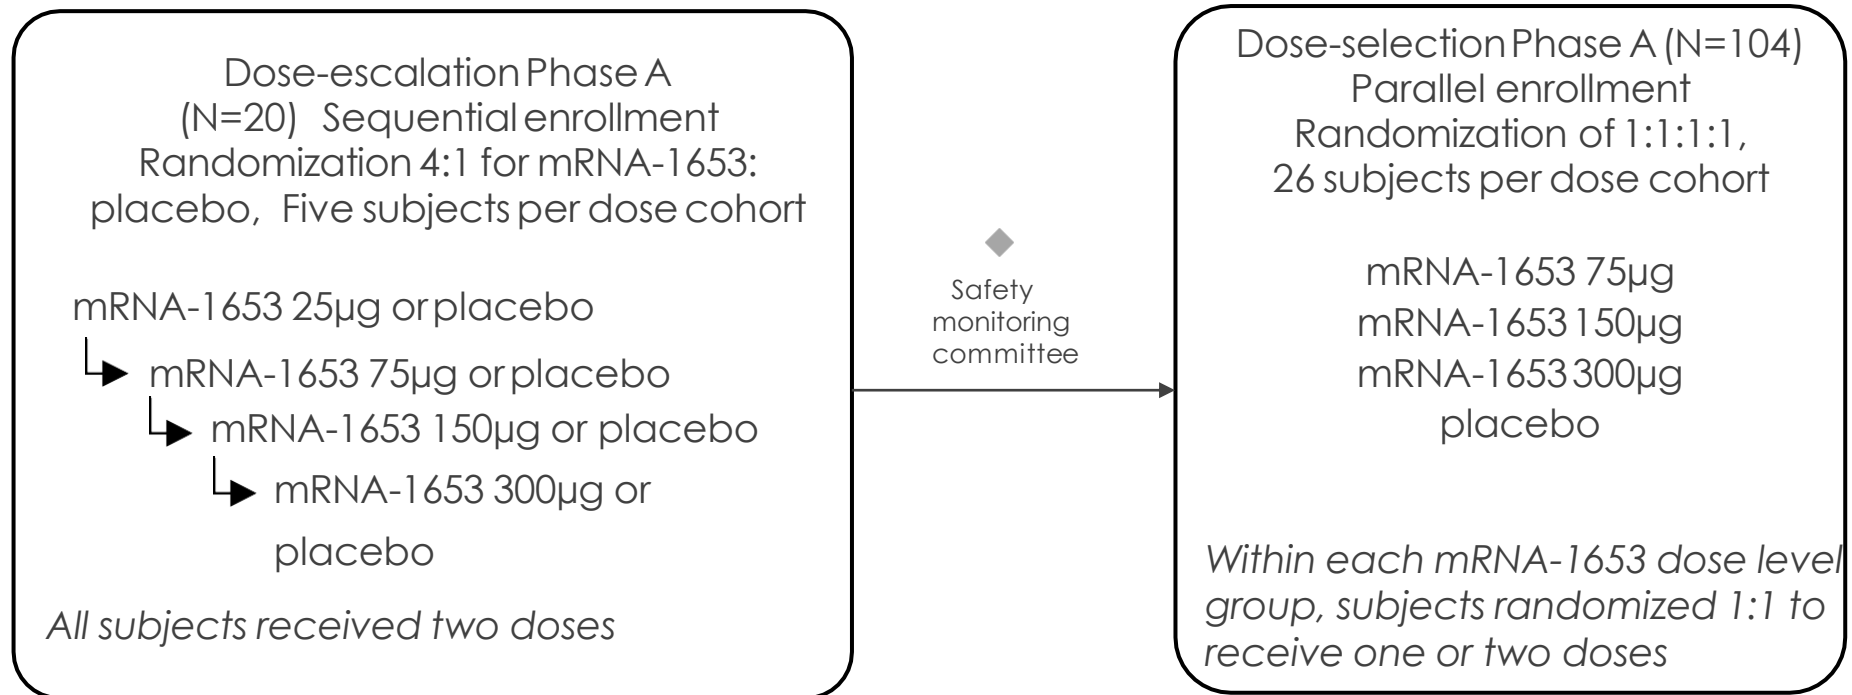 Dose-escalation Phase A
(N=20) Sequential enrollment
Randomization 4:1 for mRNA-1653:
placebo, Five subjects per dose cohort
mRNA-1653 25µg or placebo
mRNA-1653 75µg or placebo
mRNA-1653 150µg or placebo
mRNA-1653 300µg or
placebo
All subjects received two doses
Safety
monitoring
committee
Dose-selection Phase A (N=104)
Parallel enrollment
Randomization of 1:1:1:1,
26 subjects per dose cohort
mRNA-1653 75µg
mRNA-1653 150µg
mRNA-1653 300µg
placebo
Within each mRNA-1653 dose level
group, subjects randomized 1:1 to
receive one or two doses